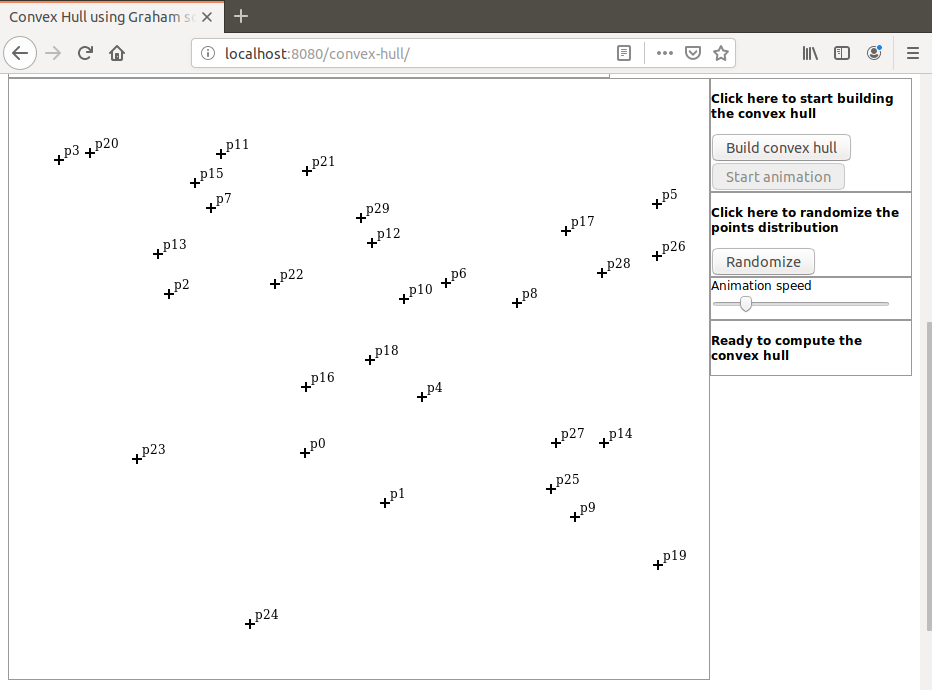 Convex Hull using Graham s
localhost:8080/convex-hull/
Click here to start building
the convex hull
Build convex hull
Start animation
Click here to randomize the
points distribution
Randomize
Animation speed
Ready to compute the
convex hull
p3
p20
p11
p21
p15
p7
p5
p29
p17
p12
p13
p26
p28
p22
p6
p2
p10
p8
p18
p16
p4
p27
p14
p0
p23
p25
p1
p9
p19
p24